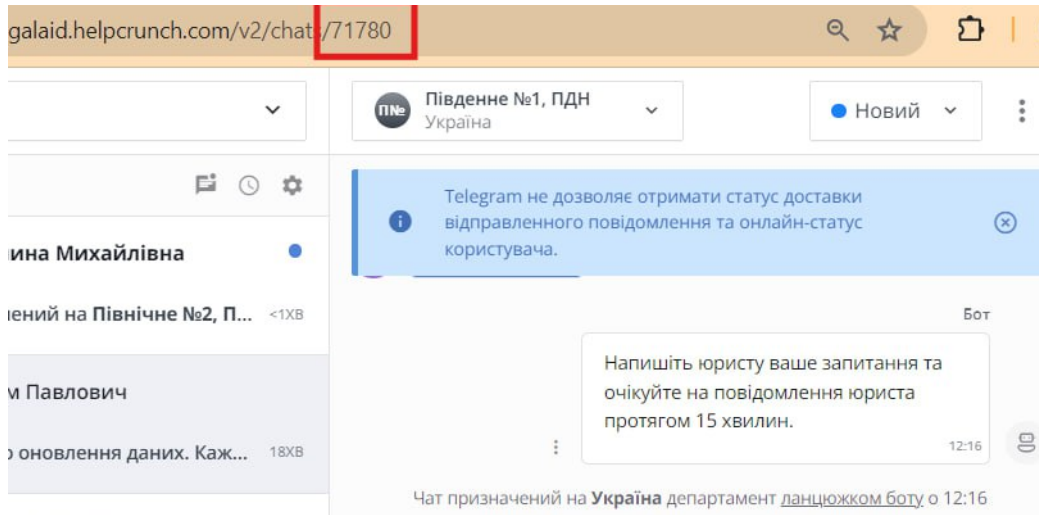 galaid.helpcrunch.com/v2/chats/71780
П№ Південне №1, ПДН
Україна
Новий
Telegram не дозволяє отримати статус доставки
відправленного повідомлення та онлайн-статус
користувача.
ина Михайлівна
ений на Північне №2, П... <1ХВ
м Павлович
о оновлення даних. Каж... 18ХВ
Бот
Напишіть юристу ваше запитання та
очікуйте на повідомлення юриста
протягом 15 хвилин.
12:16
Чат призначений на Україна департамент ланцюжком боту о 12:16